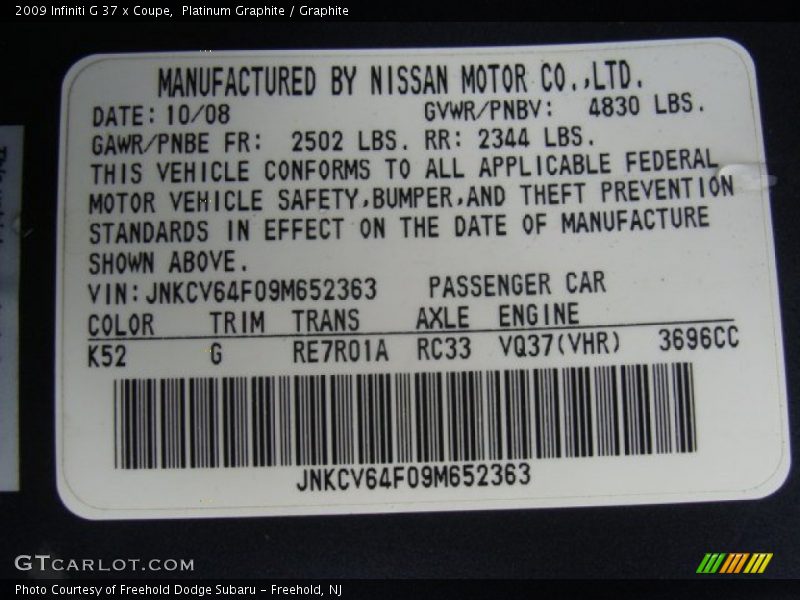 2009 Infiniti G 37 x Coupe,  Platinum Graphite / Graphite
MANUFACTURED BY NISSAN MOTOR CO.,LTD.
DATE: 10/08 GVWR/PNBV: 4830 LBS.
GAWR/PNBE FR: 2502 LBS. RR: 2344 LBS.
THIS VEHICLE CONFORMS TO ALL APPLICABLE FEDERAL
MOTOR VEHICLE SAFETY,BUMPER,AND THEFT PREVENTION
STANDARDS IN EFFECT ON THE DATE OF MANUFACTURE
SHOWN ABOVE.
VIN: JNKCV64F09M652363 PASSENGER CAR
COLOR TRIM TRANS AXLE ENGINE
K52 G RE7R01A RC33 VQ37(VHR) 3696CC
JNKCV64F09M652363
GTCARLOT.COM
Photo Courtesy of Freehold Dodge Subaru - Freehold, NJ